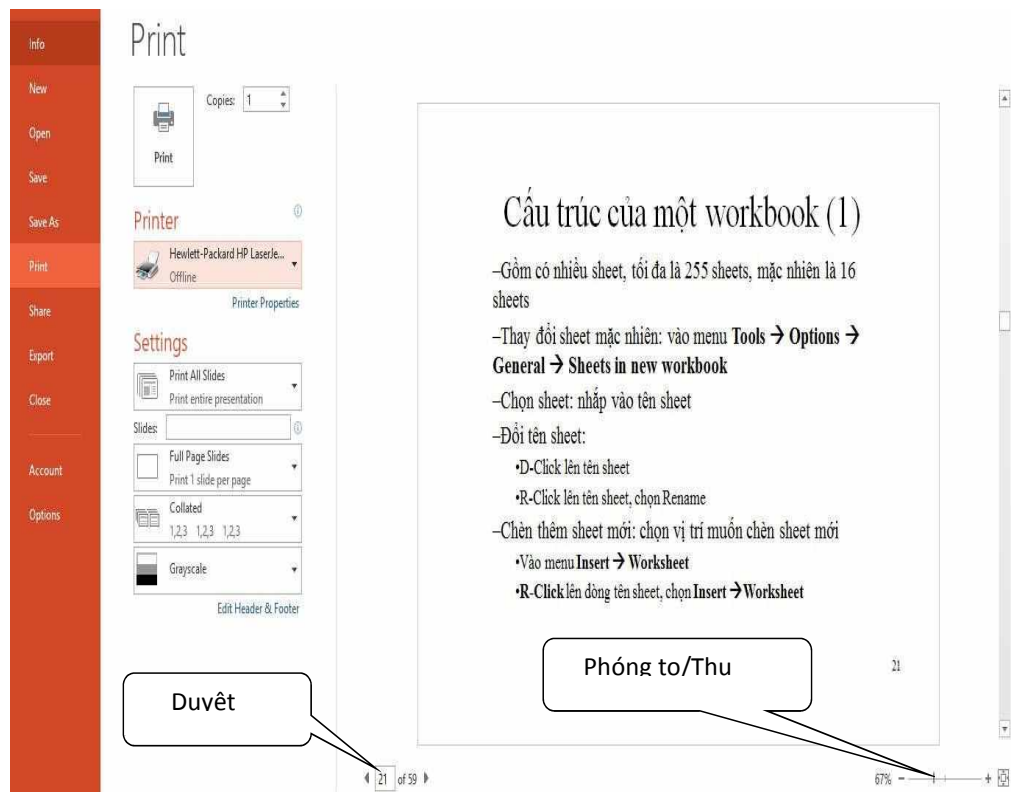 Info
New
Open
Save
Save As
Print
Share
Export
Close
Account
Options
Print
Print
Copies: 1
Printer
Hewlett-Packard HP LaserJe...
Offline
Printer Properties
Settings
Print All Slides
Print entire presentation
Slides:
Full Page Slides
Print 1 slide per page
Collated
1,2,3 1,2,3 1,2,3
Grayscale
Edit Header & Footer
Cấu trúc của một workbook (1)
–Gồm có nhiều sheet, tối đa là 255 sheets, mặc nhiên là 16
sheets
–Thay đổi sheet mặc nhiên: vào menu Tools → Options →
General → Sheets in new workbook
–Chọn sheet: nhắp vào tên sheet
–Đổi tên sheet:
•D-Click lên tên sheet
•R-Click lên tên sheet, chọn Rename
–Chèn thêm sheet mới: chọn vị trí muốn chèn sheet mới
•Vào menu Insert → Worksheet
•R-Click lên dòng tên sheet, chọn Insert →Worksheet
21
Phóng to/Thu
Duyệt
21 of 59
67%